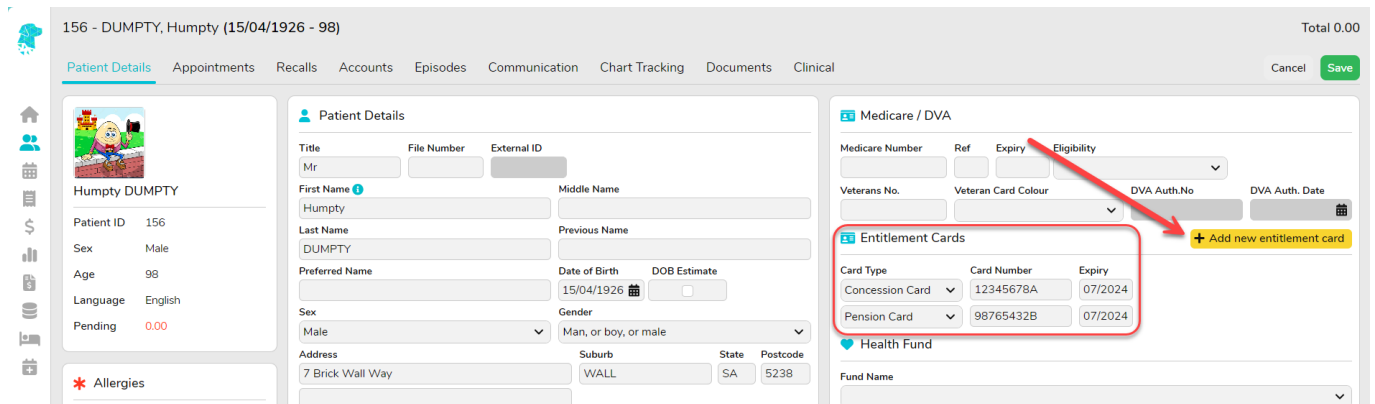 156 - DUMPTY, Humpty (15/04/1926 - 98)
Total 0.00
Patient Details Appointments Recalls Accounts Episodes Communication Chart Tracking Documents Clinical
Cancel Save
Humpty DUMPTY
Patient ID 156
Sex Male
Age 98
Language English
Pending 0.00
Allergies
Patient Details
Title File Number External ID
Mr
First Name Middle Name
Humpty
Last Name Previous Name
DUMPTY
Preferred Name Date of Birth DOB Estimate
15/04/1926
Sex Gender
Male Man, or boy, or male
Address Suburb State Postcode
7 Brick Wall Way WALL SA 5238
Medicare / DVA
Medicare Number Ref Expiry Eligibility
Veterans No. Veteran Card Colour DVA Auth.No DVA Auth. Date
Entitlement Cards
+ Add new entitlement card
Card Type Card Number Expiry
Concession Card 12345678A 07/2024
Pension Card 98765432B 07/2024
Health Fund
Fund Name